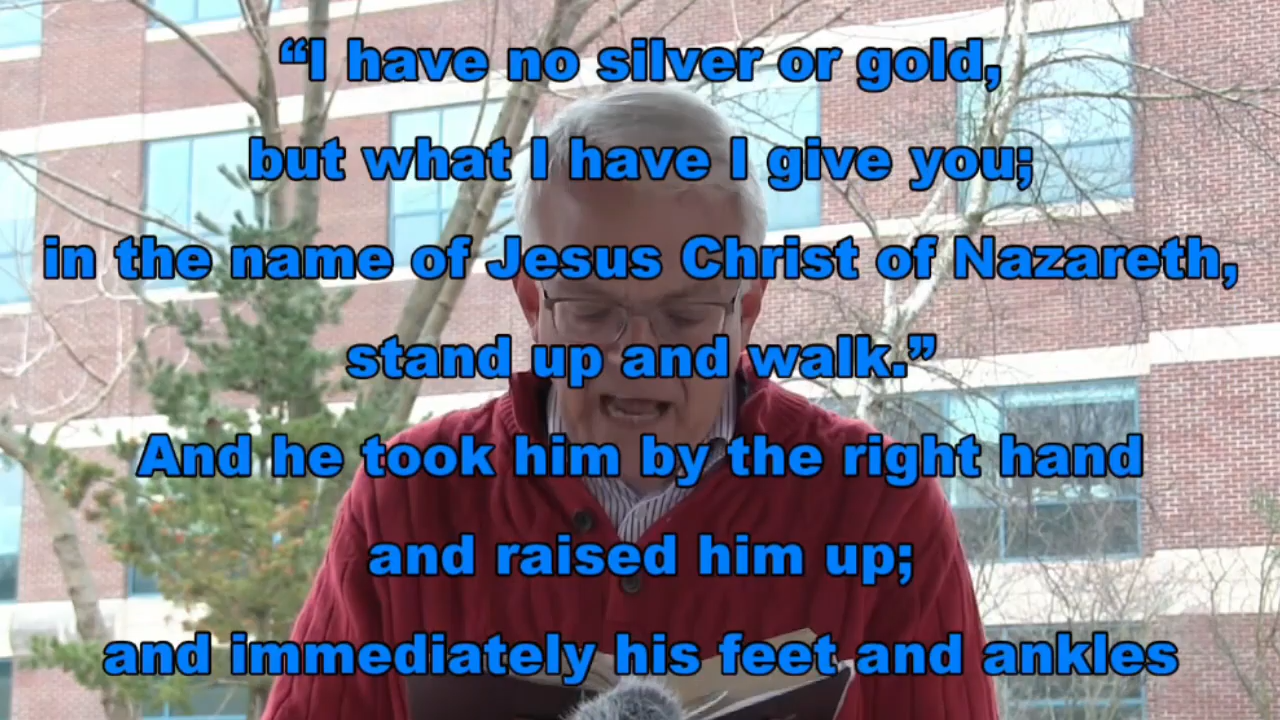 “I have no silver or gold,
but what I have I give you;
in the name of Jesus Christ of Nazareth,
stand up and walk.”
And he took him by the right hand
and raised him up;
and immediately his feet and ankles